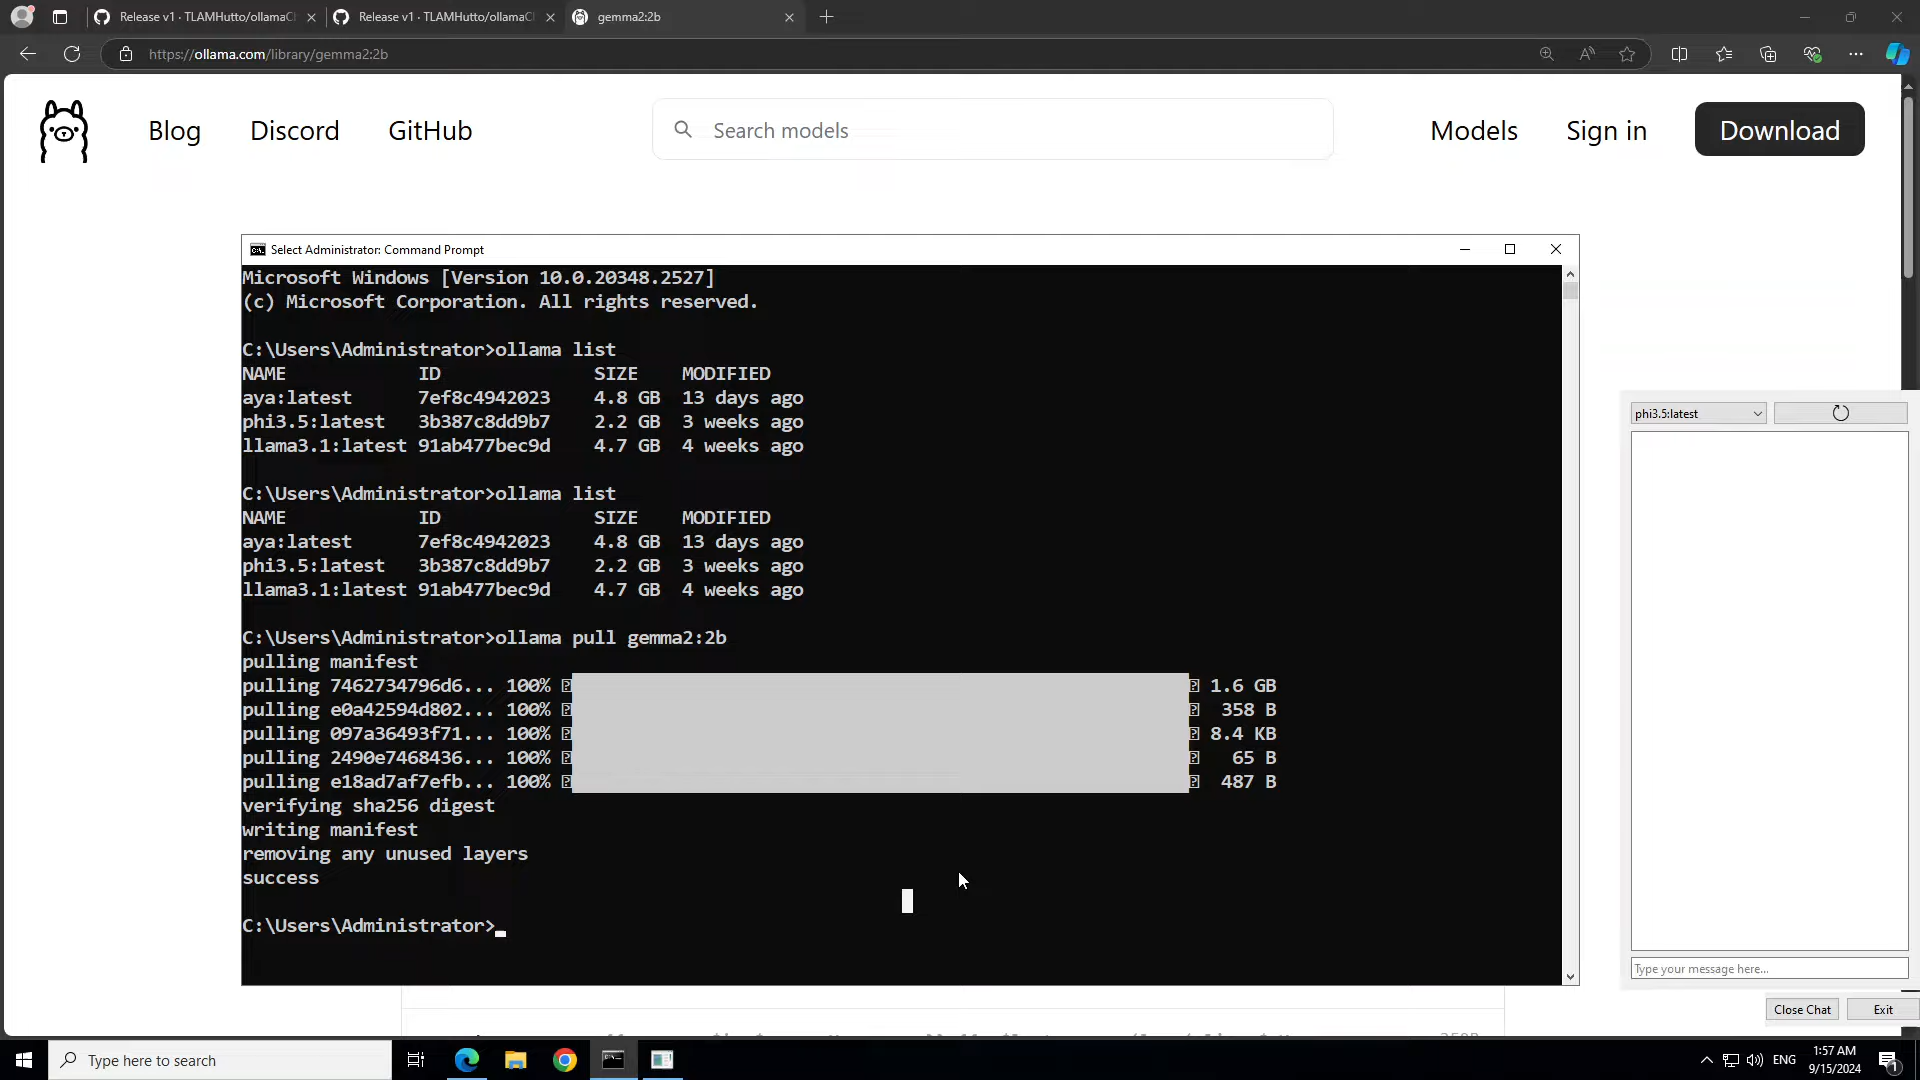 Release v1 · TLAMHutto/ollamaCl
Release v1 · TLAMHutto/ollamaCl
gemma2:2b
https://ollama.com/library/gemma2:2b
Blog
Discord
GitHub
Search models
Models
Sign in
Download
Select Administrator: Command Prompt
Microsoft Windows [Version 10.0.20348.2527]
(c) Microsoft Corporation. All rights reserved.
C:\Users\Administrator>ollama list
NAME ID SIZE MODIFIED
aya:latest 7ef8c4942023 4.8 GB 13 days ago
phi3.5:latest 3b387c8dd9b7 2.2 GB 3 weeks ago
llama3.1:latest 91ab477bec9d 4.7 GB 4 weeks ago
C:\Users\Administrator>ollama list
NAME ID SIZE MODIFIED
aya:latest 7ef8c4942023 4.8 GB 13 days ago
phi3.5:latest 3b387c8dd9b7 2.2 GB 3 weeks ago
llama3.1:latest 91ab477bec9d 4.7 GB 4 weeks ago
C:\Users\Administrator>ollama pull gemma2:2b
pulling manifest
pulling 7462734796d6... 100% 1.6 GB
pulling e0a42594d802... 100% 358 B
pulling 097a36493f71... 100% 8.4 KB
pulling 2490e7468436... 100% 65 B
pulling e18ad7af7efb... 100% 487 B
verifying sha256 digest
writing manifest
removing any unused layers
success
C:\Users\Administrator>
phi3.5:latest
Type your message here...
Close Chat
Exit
Type here to search
ENG
1:57 AM
9/15/2024
1